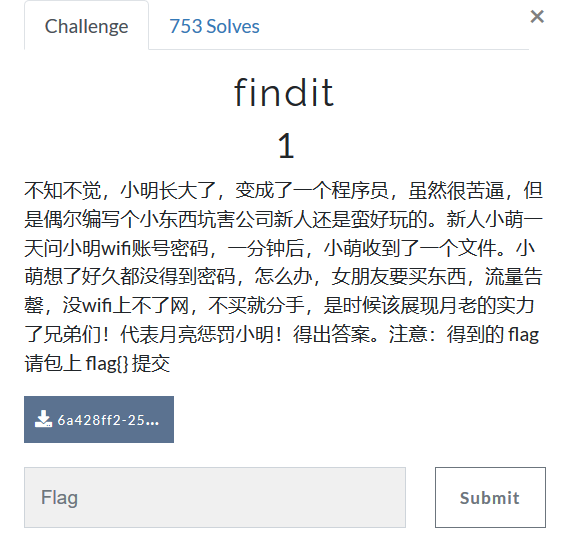 Challenge
753 Solves
×
findit
1
不知不觉，小明长大了，变成了一个程序员，虽然很苦逼，但
是偶尔编写个小东西坑害公司新人还是蛮好玩的。新人小萌一
天问小明wifi账号密码，一分钟后，小萌收到了一个文件。小
萌想了好久都没得到密码，怎么办，女朋友要买东西，流量告
罄，没wifi上不了网，不买就分手，是时候该展现月老的实力
了兄弟们！代表月亮惩罚小明！得出答案。注意：得到的 flag
请包上 flag{} 提交
6a428ff2-25...
Flag
Submit